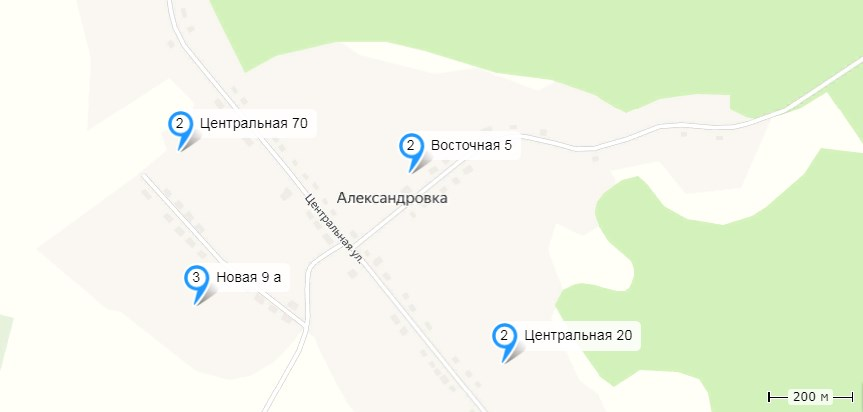 2 Центральная 70
2 Восточная 5
Александровка
Центральная ул.
3 Новая 9 а
2 Центральная 20
200 м